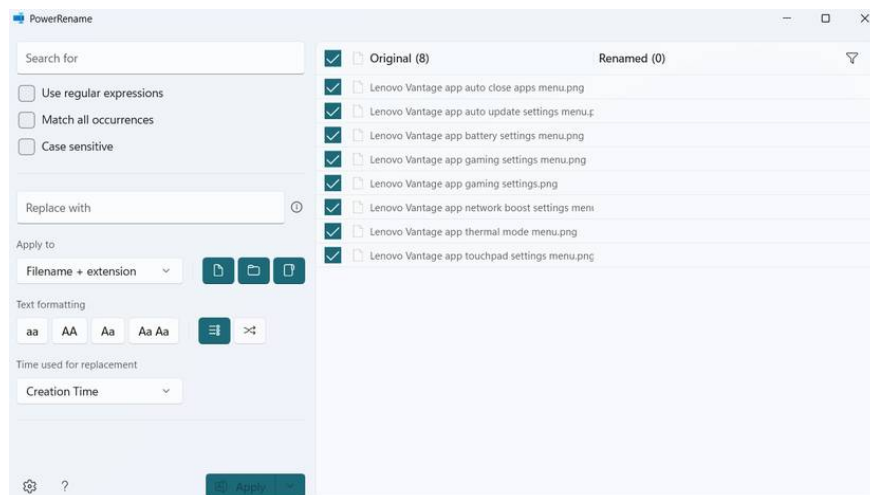 PowerRename
Search for
Use regular expressions
Match all occurrences
Case sensitive
Replace with
Apply to
Filename + extension
Text formatting
aa AA Aa Aa Aa
Time used for replacement
Creation Time
?
Apply
Original (8) Renamed (0)
Lenovo Vantage app auto close apps menu.png
Lenovo Vantage app auto update settings menu.p
Lenovo Vantage app battery settings menu.png
Lenovo Vantage app gaming settings menu.png
Lenovo Vantage app gaming settings.png
Lenovo Vantage app network boost settings men
Lenovo Vantage app thermal mode menu.png
Lenovo Vantage app touchpad settings menu.png